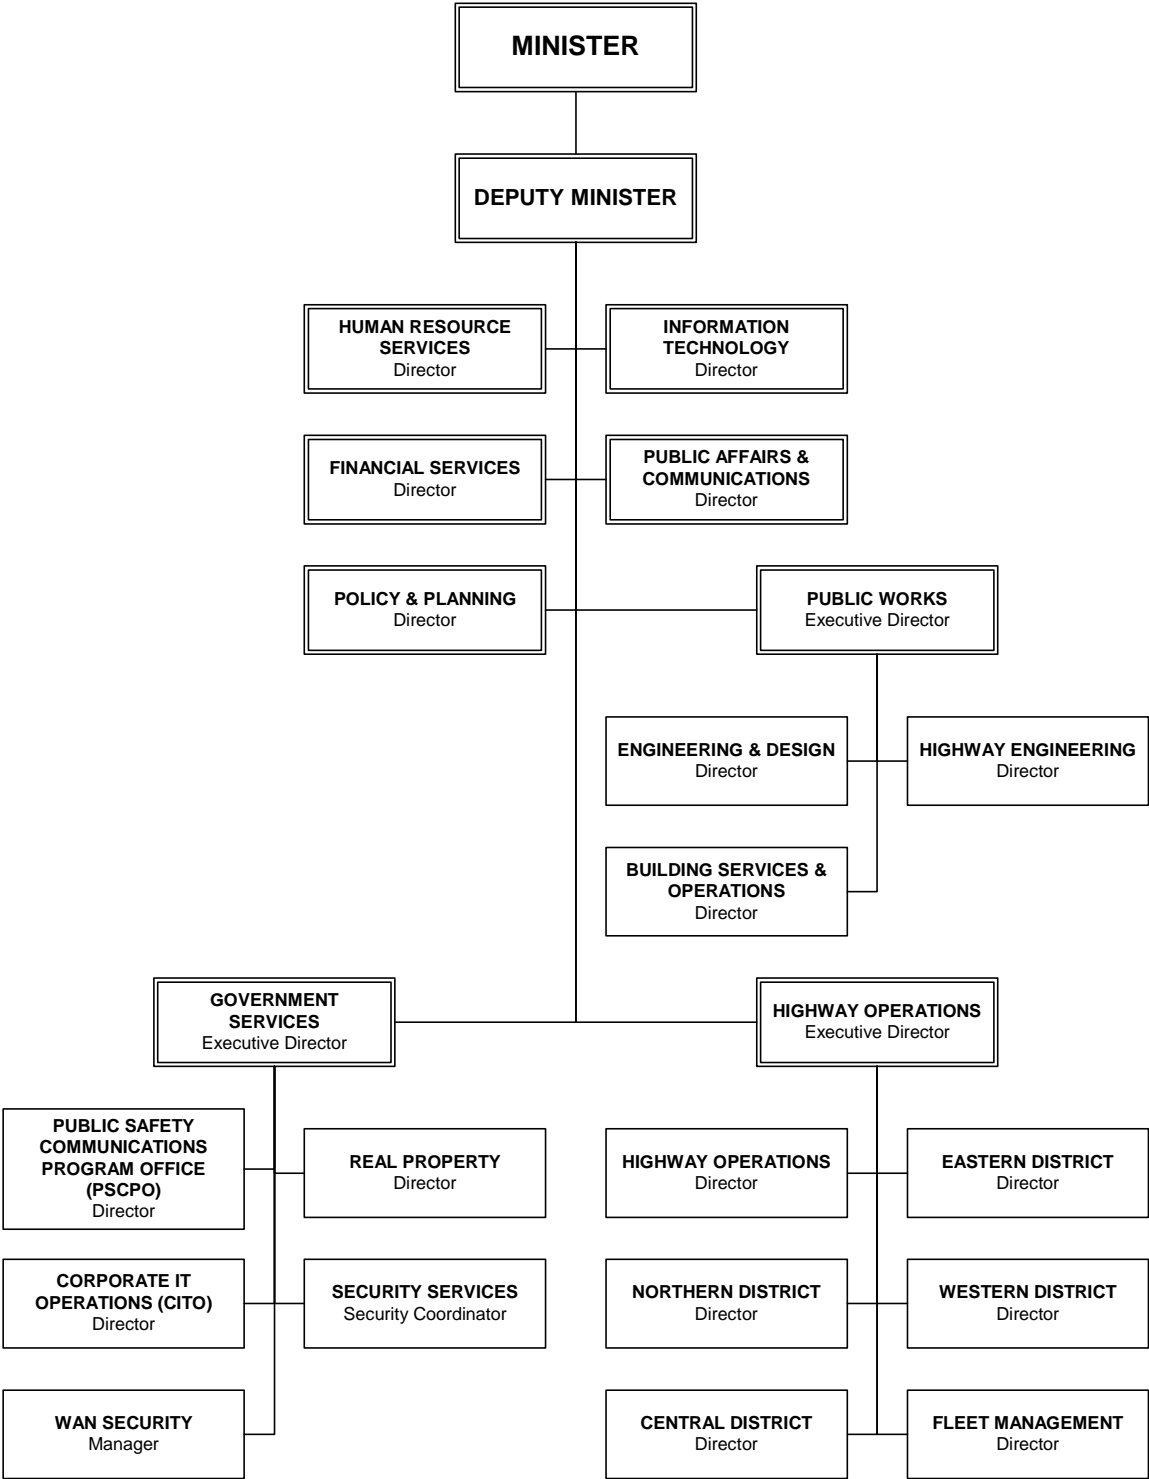 MINISTER
DEPUTY MINISTER
HUMAN RESOURCE
SERVICES
Director
INFORMATION
TECHNOLOGY
Director
FINANCIAL SERVICES
Director
PUBLIC AFFAIRS &
COMMUNICATIONS
Director
POLICY & PLANNING
Director
PUBLIC WORKS
Executive Director
ENGINEERING & DESIGN
Director
HIGHWAY ENGINEERING
Director
BUILDING SERVICES &
OPERATIONS
Director
GOVERNMENT
SERVICES
Executive Director
HIGHWAY OPERATIONS
Executive Director
PUBLIC SAFETY
COMMUNICATIONS
PROGRAM OFFICE
(PSCPO)
Director
REAL PROPERTY
Director
HIGHWAY OPERATIONS
Director
EASTERN DISTRICT
Director
CORPORATE IT
OPERATIONS (CITO)
Director
SECURITY SERVICES
Security Coordinator
NORTHERN DISTRICT
Director
WESTERN DISTRICT
Director
WAN SECURITY
Manager
CENTRAL DISTRICT
Director
FLEET MANAGEMENT
Director